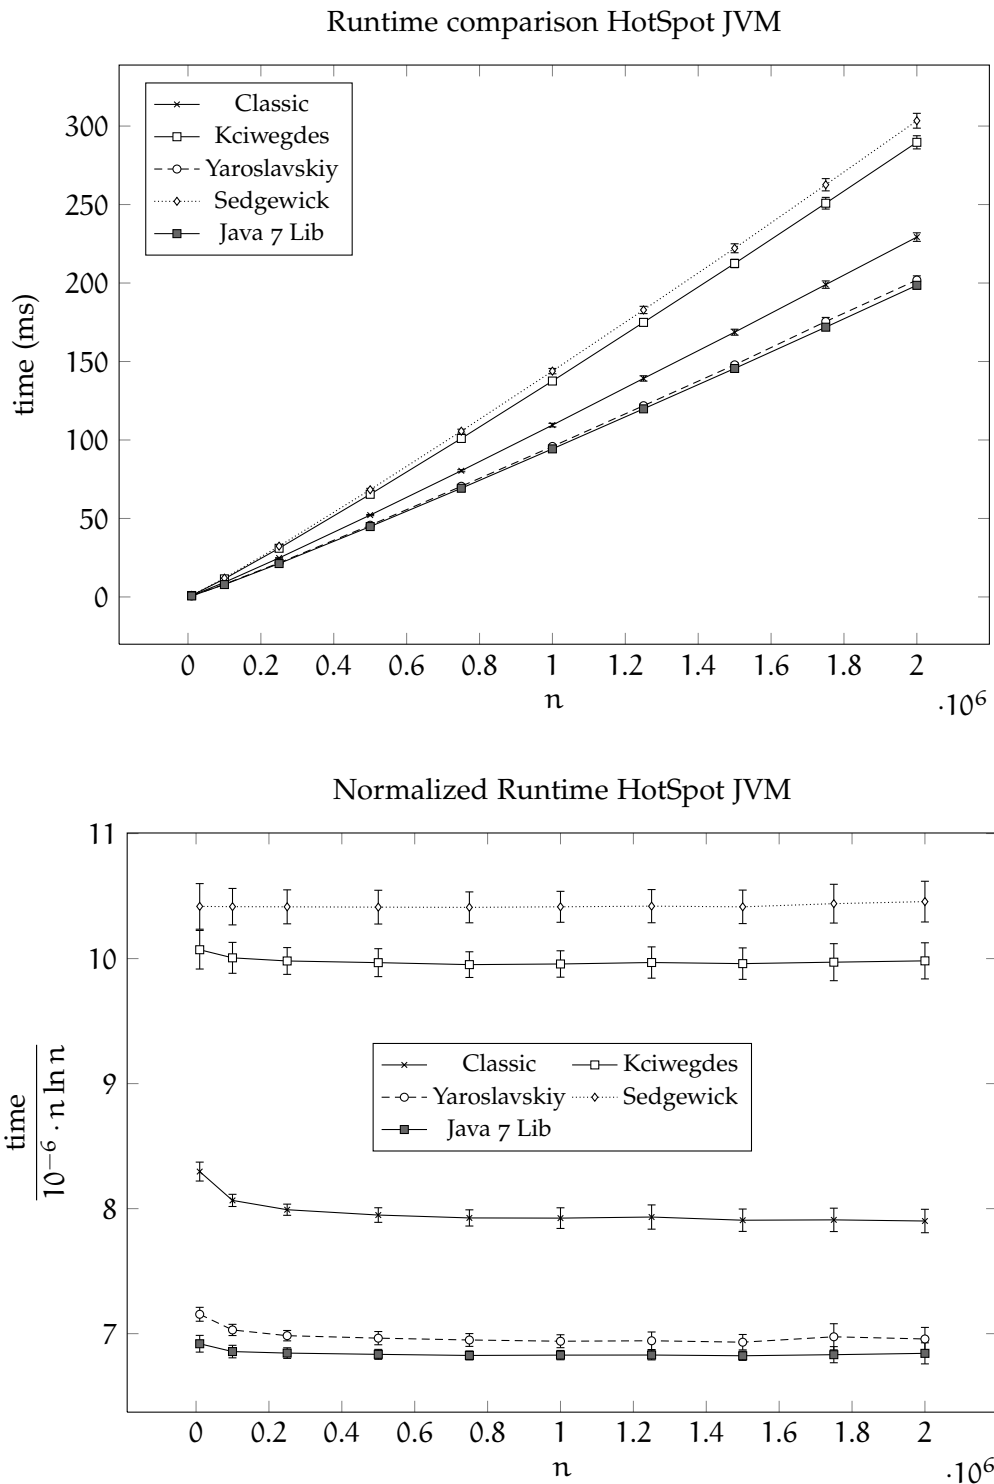 Runtime comparison HotSpot JVM
Classic
Kciwegdes
Yaroslavskiy
Sedgewick
Java 7 Lib
300
250
200
150
100
50
0
time (ms)
0 0.2 0.4 0.6 0.8 1 1.2 1.4 1.6 1.8 2
n
·10⁶
Normalized Runtime HotSpot JVM
11
10
9
8
7
time
10⁻⁶ · n ln n
Classic Kciwegdes
Yaroslavskiy Sedgewick
Java 7 Lib
0 0.2 0.4 0.6 0.8 1 1.2 1.4 1.6 1.8 2
n
·10⁶